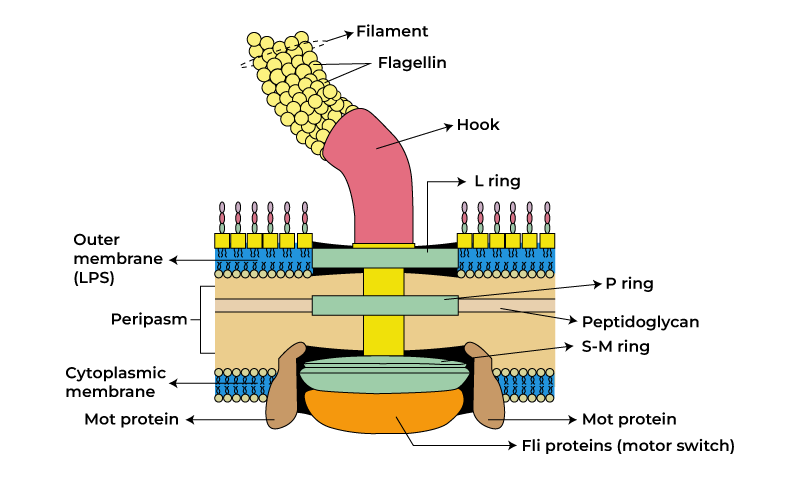 Filament
Flagellin
Hook
L ring
Outer
membrane
(LPS)
P ring
Peripasm
Peptidoglycan
S-M ring
Cytoplasmic
membrane
Mot protein
Mot protein
Fli proteins (motor switch)